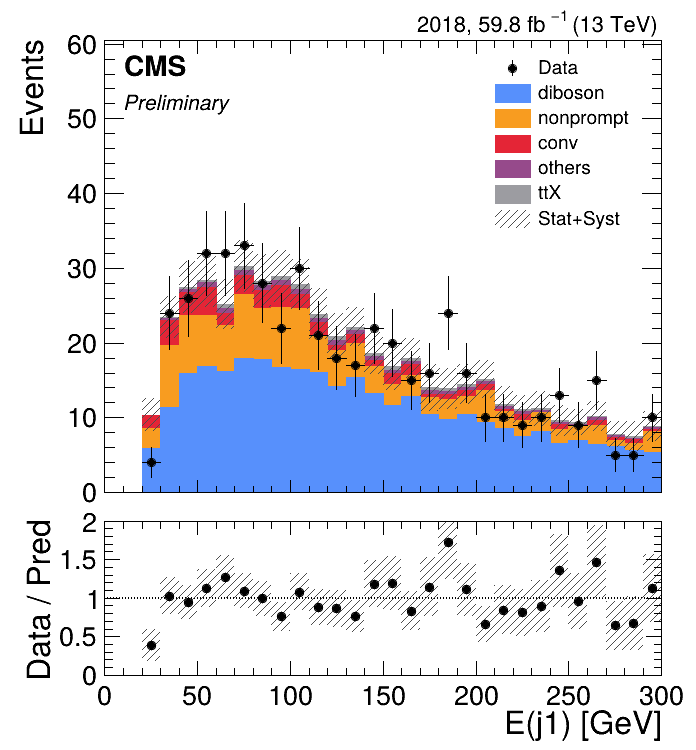 2018, 59.8 fb⁻¹ (13 TeV)
Events
60
50
40
30
20
10
0
CMS
Preliminary
Data
diboson
nonprompt
conv
others
ttX
Stat+Syst
Data / Pred
2
1.5
1
0.5
0
0 50 100 150 200 250 300
E(j1) [GeV]